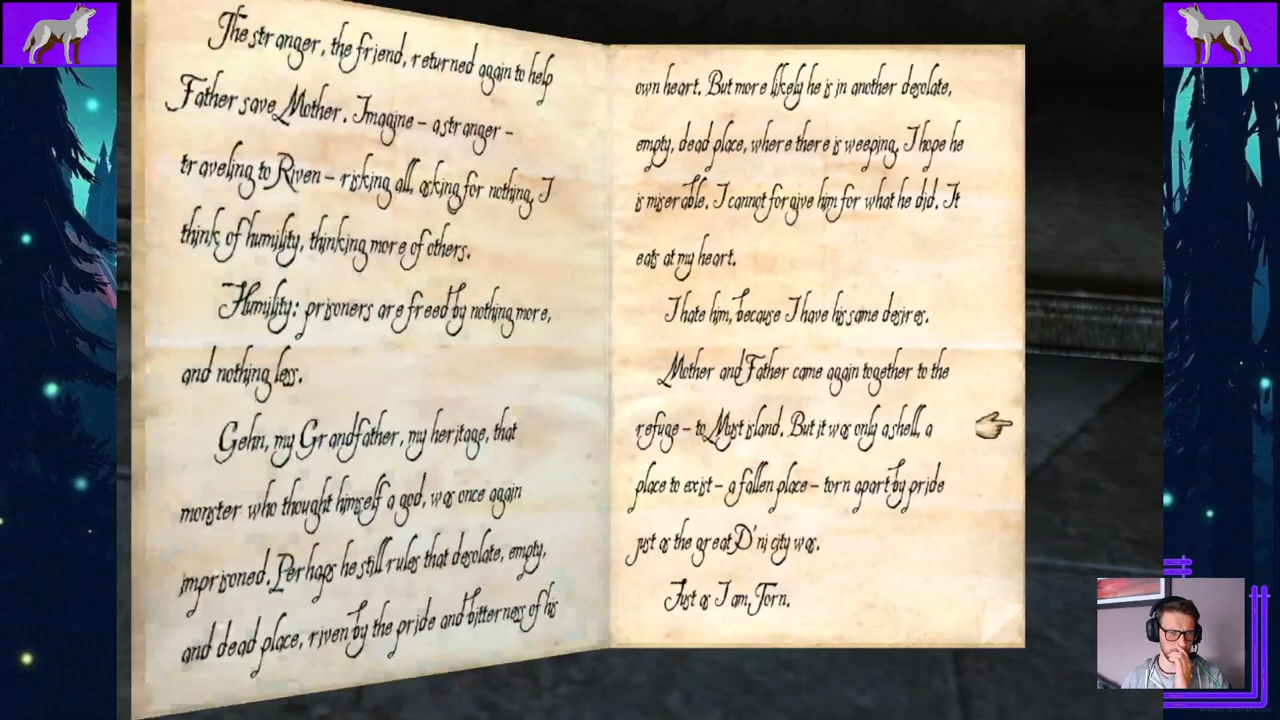 The stranger, the friend, returned again to help
Father save Mother. Imagine – a stranger –
traveling to Riven – risking all, asking for nothing. I
think of humility, thinking more of others.
Humility: prisoners are freed by nothing more,
and nothing less.
Gehn, my Grandfather, my heritage, that
monster who thought himself a god, was once again
imprisoned. Perhaps he still rules that desolate, empty,
and dead place, riven by the pride and bitterness of his
own heart. But more likely he is in another desolate,
empty, dead place, where there is weeping. I hope he
is miserable. I cannot forgive him for what he did. It
eats at my heart.
I hate him, because I have his same desires.
Mother and Father came again together to the
refuge – to Myst island. But it was only a shell, a
place to exist – a fallen place – torn apart by pride
just as the great D'ni city was.
Just as I am, Torn.